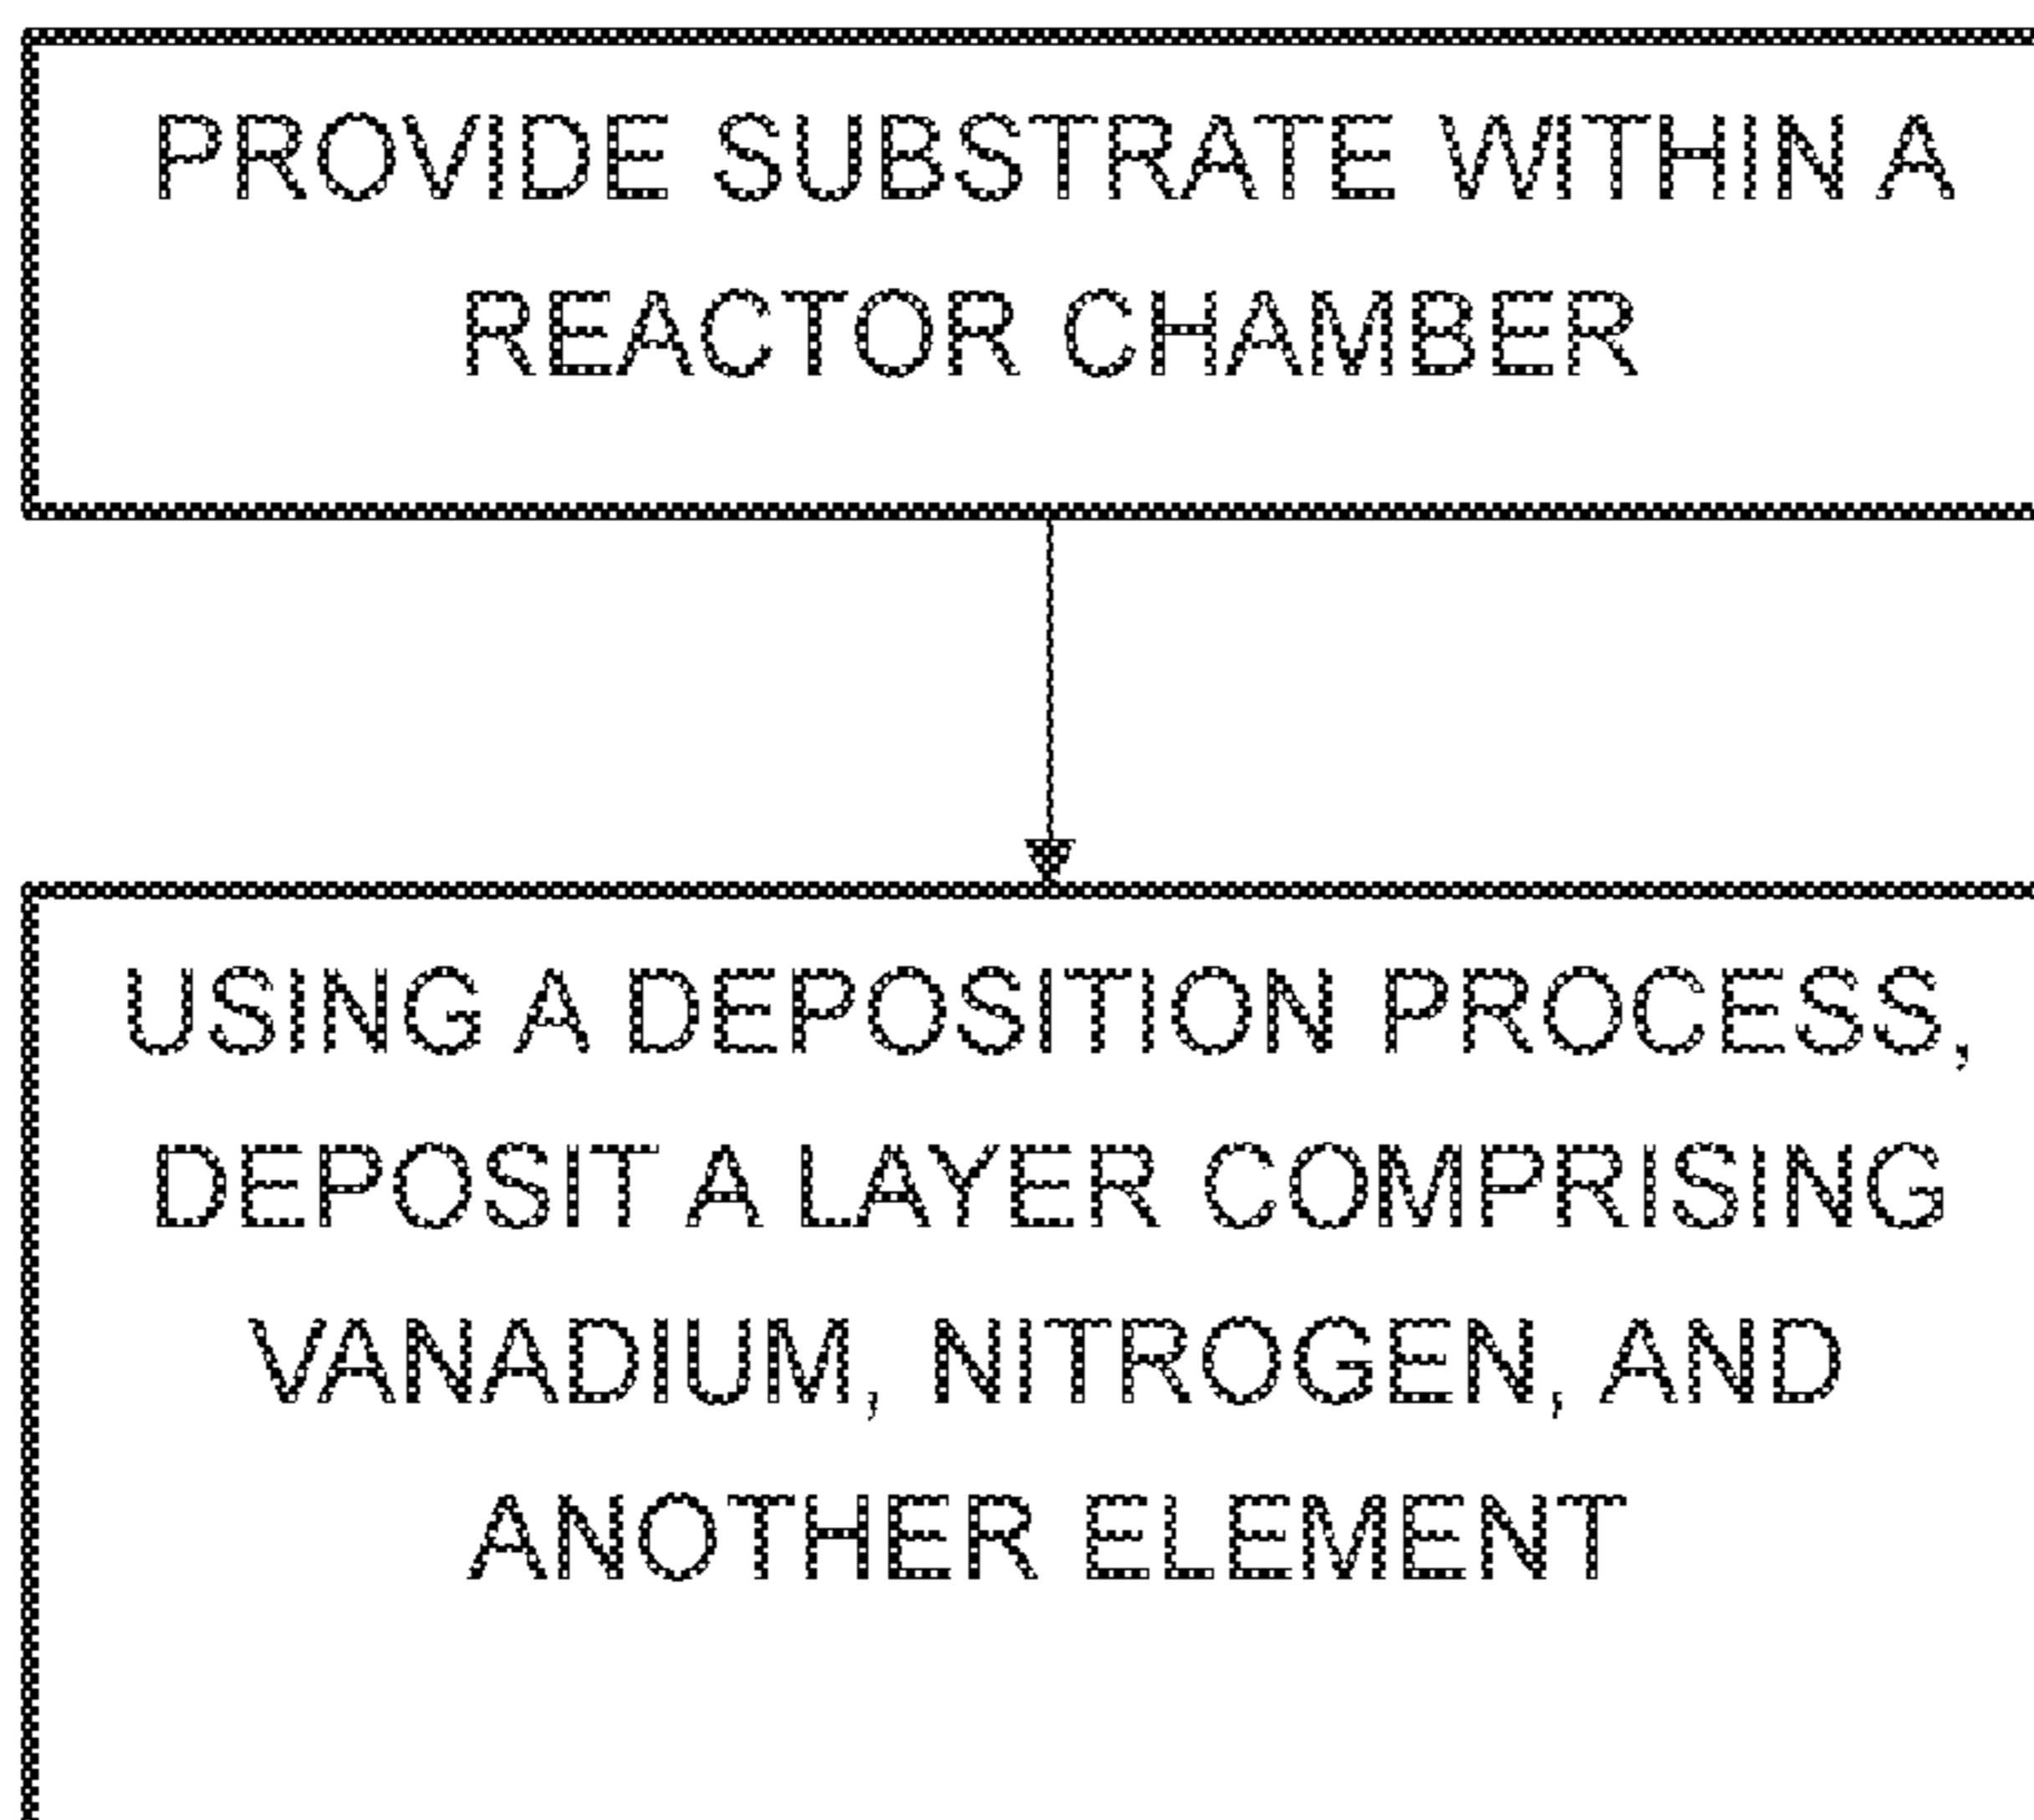 PROVIDE SUBSTRATE WITHIN A
REACTOR CHAMBER
USING A DEPOSITION PROCESS,
DEPOSIT A LAYER COMPRISING
VANADIUM, NITROGEN, AND
ANOTHER ELEMENT